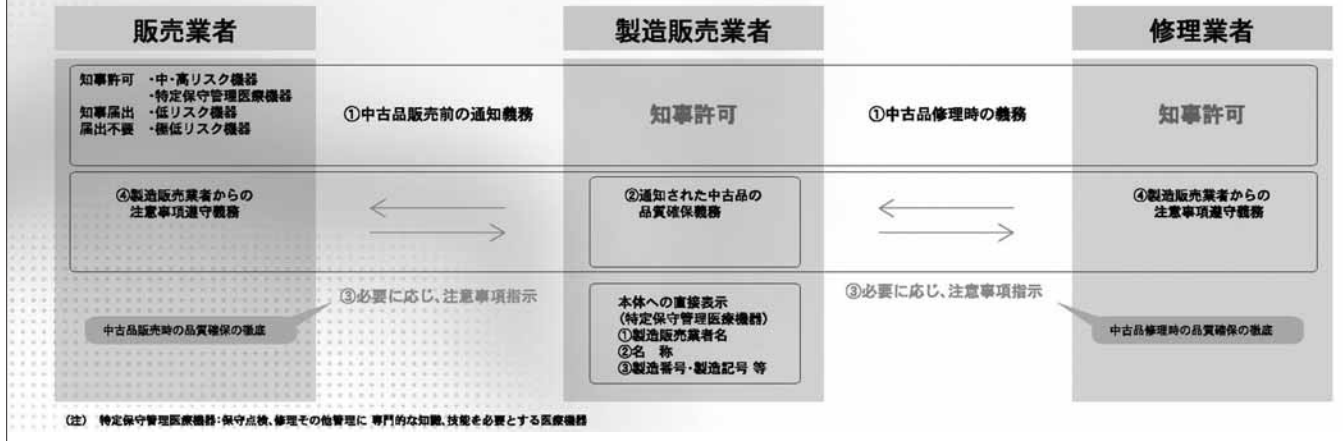 販売業者
製造販売業者
修理業者
知事許可 ・中・高リスク機器
・特定保守管理医療機器
知事届出 ・低リスク機器
届出不要 ・極低リスク機器
①中古品販売前の通知義務
知事許可
①中古品修理時の義務
知事許可
④製造販売業者からの
注意事項遵守義務
②通知された中古品の
品質確保義務
④製造販売業者からの
注意事項遵守義務
③必要に応じ、注意事項指示
③必要に応じ、注意事項指示
中古品販売時の品質確保の徹底
本体への直接表示
(特定保守管理医療機器)
①製造販売業者名
②名 称
③製造番号・製造記号 等
中古品修理時の品質確保の徹底
(注) 特定保守管理医療機器:保守点検、修理その他管理に 専門的な知識、技能を必要とする医療機器